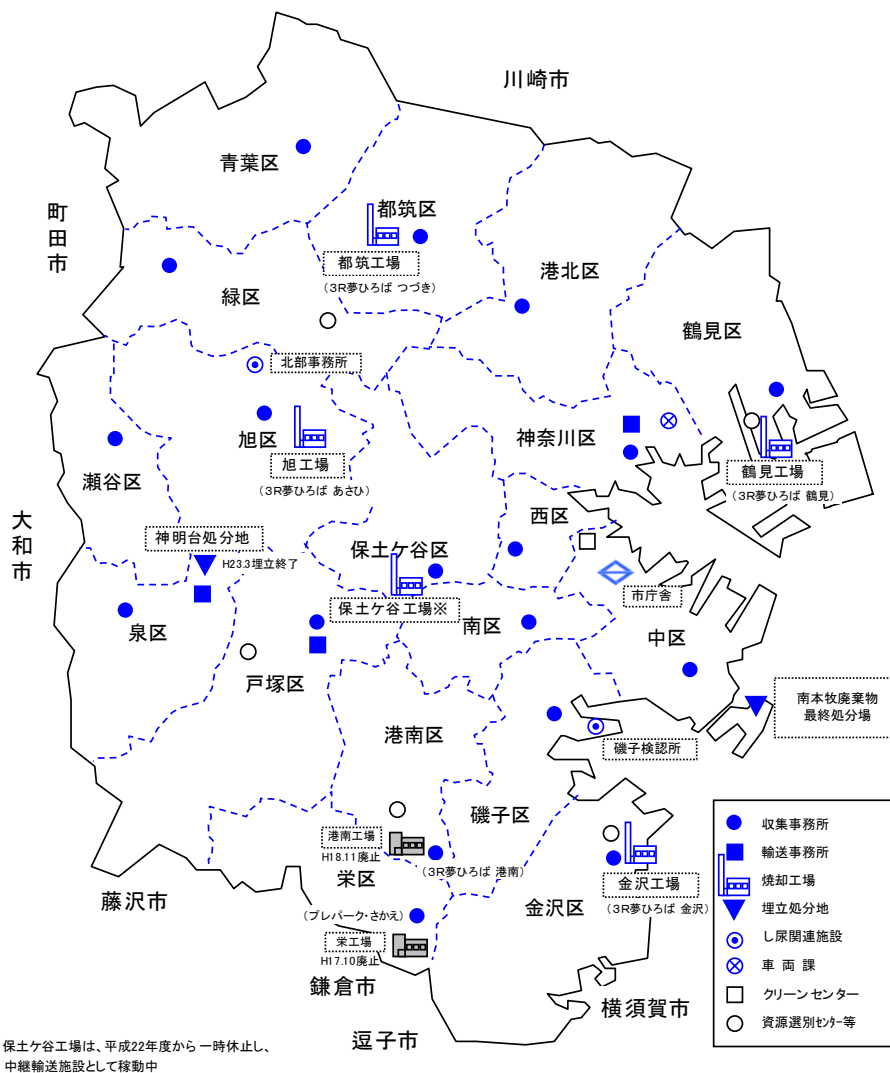 川崎市
青葉区
町田市
都筑区
都筑工場
(3R夢ひろば つづき)
港北区
緑区
鶴見区
北部事務所
神奈川区
旭区
旭工場
(3R夢ひろば あさひ)
鶴見工場
(3R夢ひろば 鶴見)
瀬谷区
大和市
西区
神明台処分地
H23.3埋立終了
保土ケ谷区
保土ケ谷工場※
市庁舎
泉区
南区
中区
戸塚区
南本牧廃棄物
最終処分場
港南区
磯子検認所
磯子区
港南工場
H18.11廃止
(3R夢ひろば 港南)
栄区
金沢工場
(3R夢ひろば 金沢)
藤沢市
金沢区
(プレパーク・さかえ)
栄工場
H17.10廃止
鎌倉市
横須賀市
逗子市
収集事務所
輸送事務所
焼却工場
埋立処分地
し尿関連施設
車 両 課
クリーンセンター
資源選別センター等
保土ケ谷工場は、平成22年度から一時休止し、
中継輸送施設として稼動中